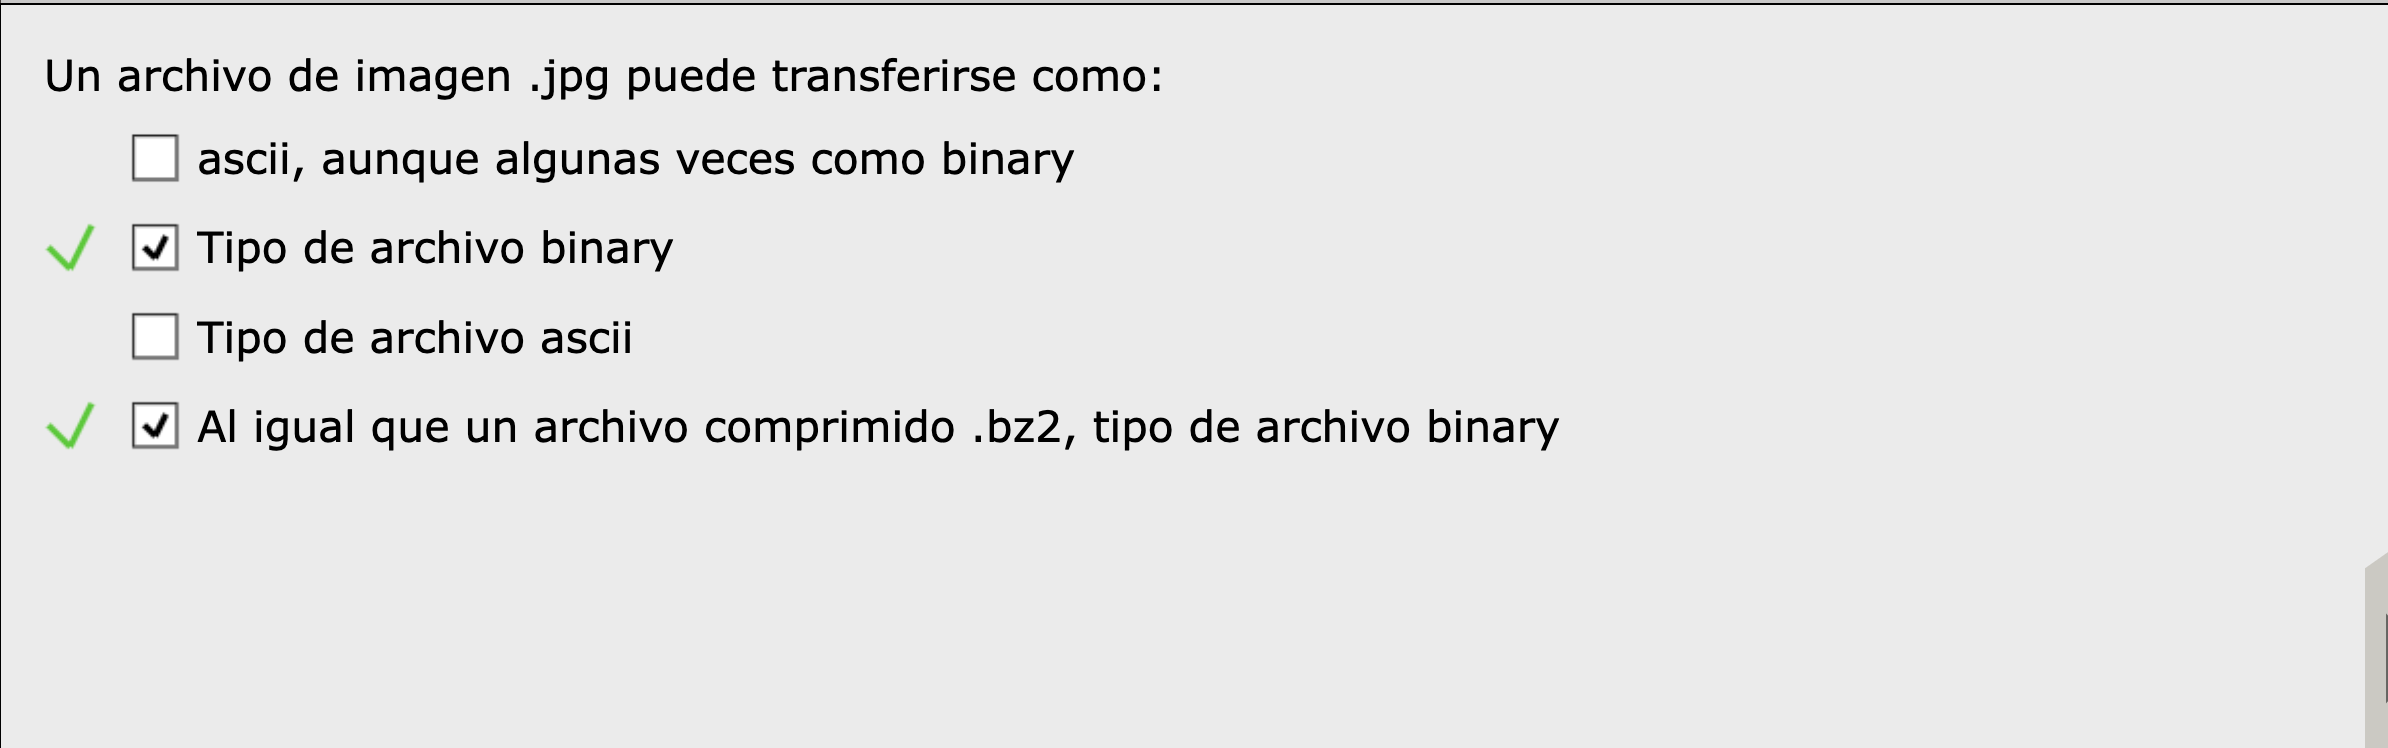 Un archivo de imagen .jpg puede transferirse como:
ascii, aunque algunas veces como binary
Tipo de archivo binary
Tipo de archivo ascii
Al igual que un archivo comprimido .bz2, tipo de archivo binary